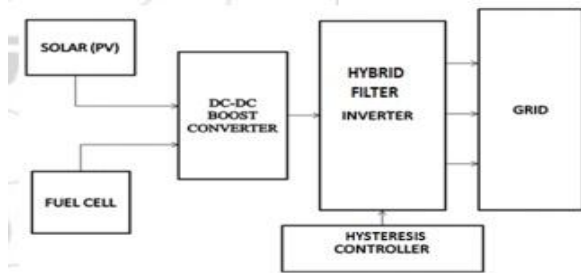 SOLAR (PV)
FUEL CELL
DC-DC
BOOST
CONVERTER
HYBRID
FILTER
INVERTER
GRID
HYSTERESIS
CONTROLLER